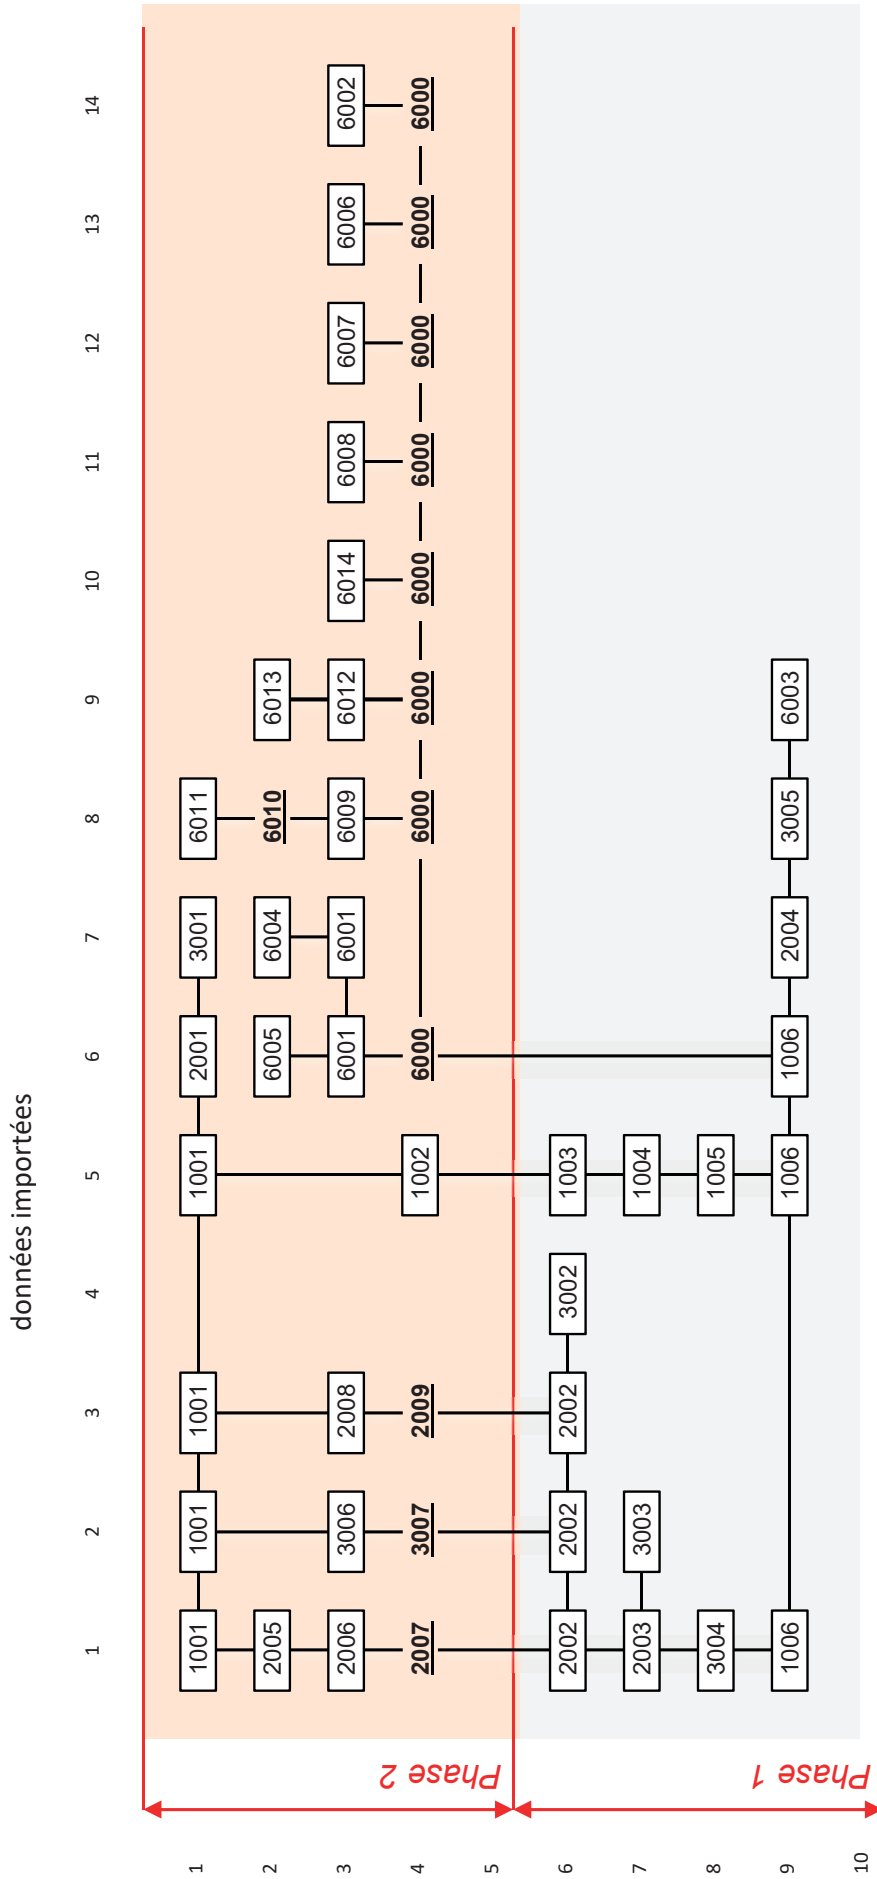 données importées
1 2 3 4 5 6 7 8 9 10 11 12 13 14
1 1001 1001 1001 1001 2001 3001 6011
2 2005 6005 6004 6010 6013
3 2006 3006 2008 6001 6001 6009 6012 6014 6008 6007 6006 6002
4 2007 3007 2009 1002 6000 6000 6000 6000 6000 6000 6000 6000
Phase 2
5
6 2002 2002 2002 3002 1003
7 2003 3003 1004
8 3004 1005
9 1006 1006 1006 2004 3005 6003
Phase 1
10